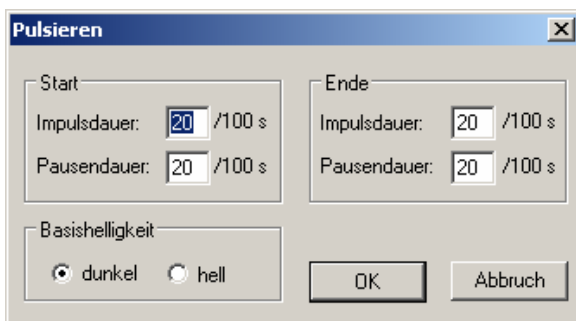 Pulsieren
Start
Impulsdauer: 20 /100 s
Pausendauer: 20 /100 s
Ende
Impulsdauer: 20 /100 s
Pausendauer: 20 /100 s
Basishelligkeit
dunkel hell
OK Abbruch